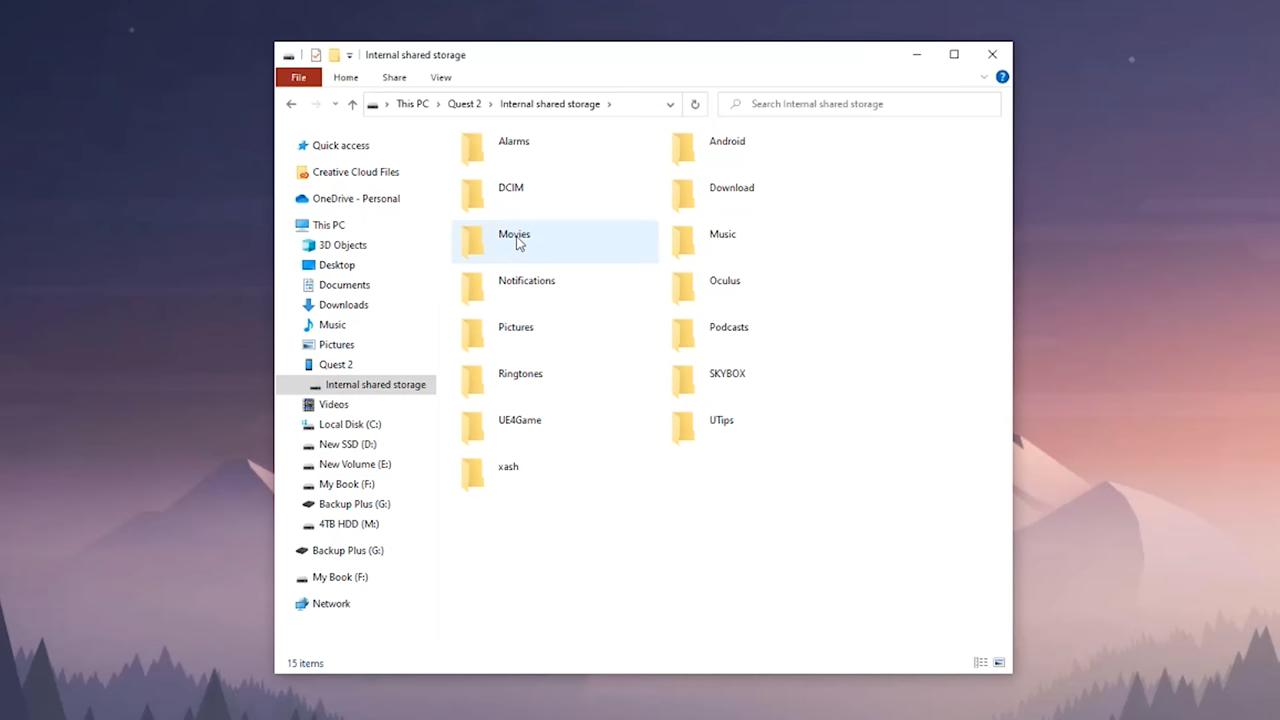 Internal shared storage
File Home Share View
This PC Quest 2 Internal shared storage Search Internal shared storage
Quick access
Creative Cloud Files
OneDrive - Personal
This PC
3D Objects
Desktop
Documents
Downloads
Music
Pictures
Quest 2
Internal shared storage
Videos
Local Disk (C:)
New SSD (D:)
New Volume (E:)
My Book (F:)
Backup Plus (G:)
4TB HDD (M:)
Backup Plus (G:)
My Book (F:)
Network
Alarms Android
DCIM Download
Movies Music
Notifications Oculus
Pictures Podcasts
Ringtones SKYBOX
UE4Game UTips
xash
15 items